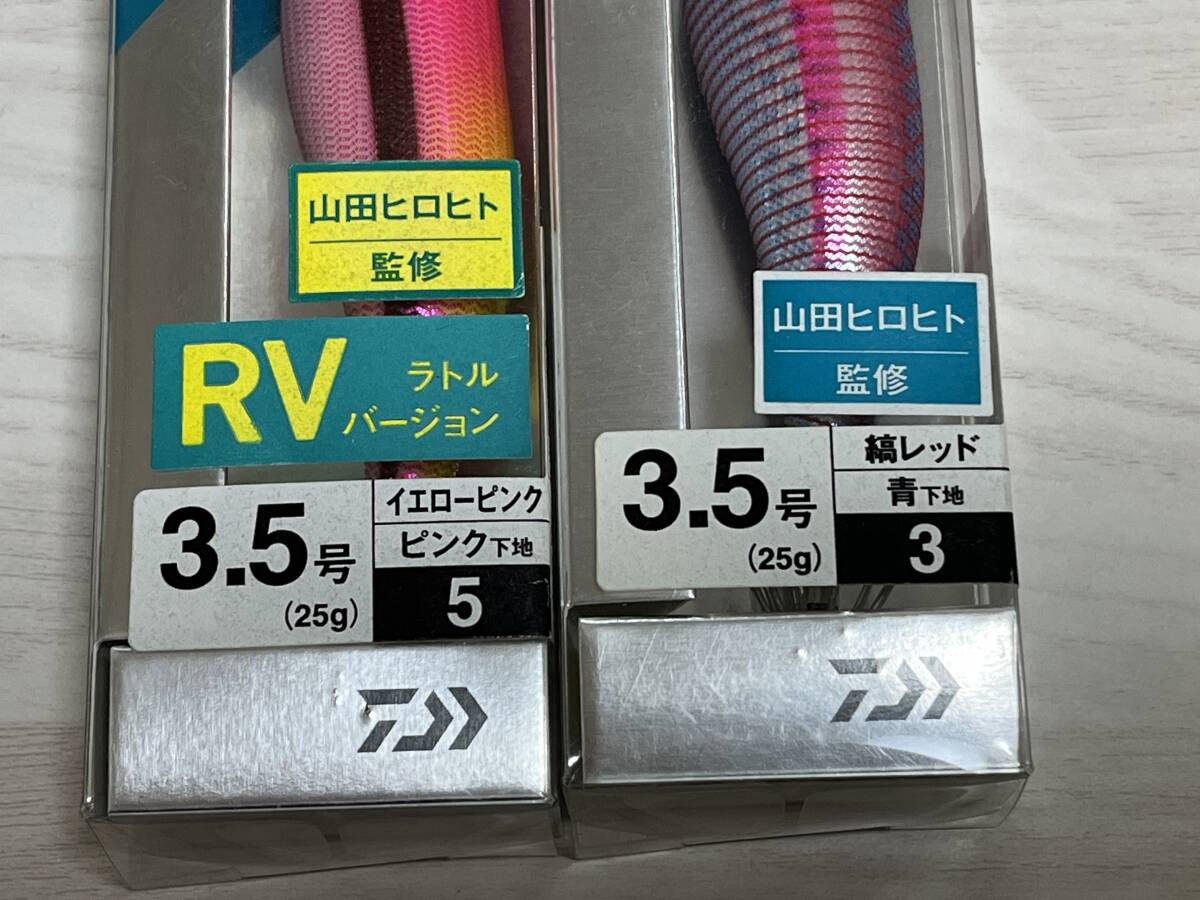 山田ヒロヒト
監修
RV ラトル
バージョン
3.5号
(25g)
イエローピンク
ピンク下地
5
山田ヒロヒト
監修
3.5号
(25g)
縞レッド
青下地
3